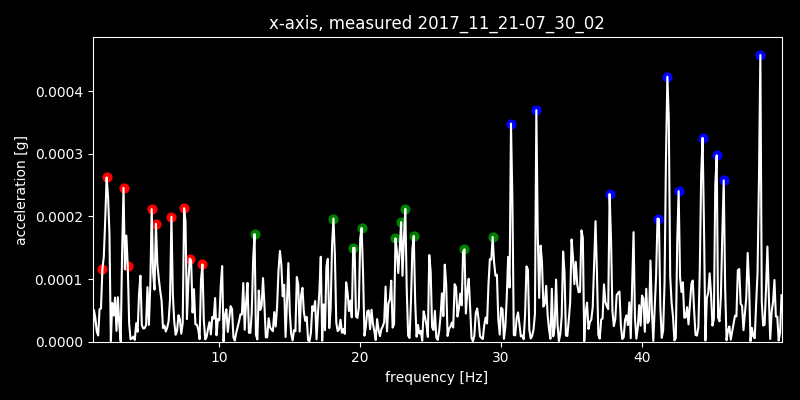 x-axis, measured 2017_11_21-07_30_02
acceleration [g]
0.0004
0.0003
0.0002
0.0001
0.0000
10 20 30 40
frequency [Hz]